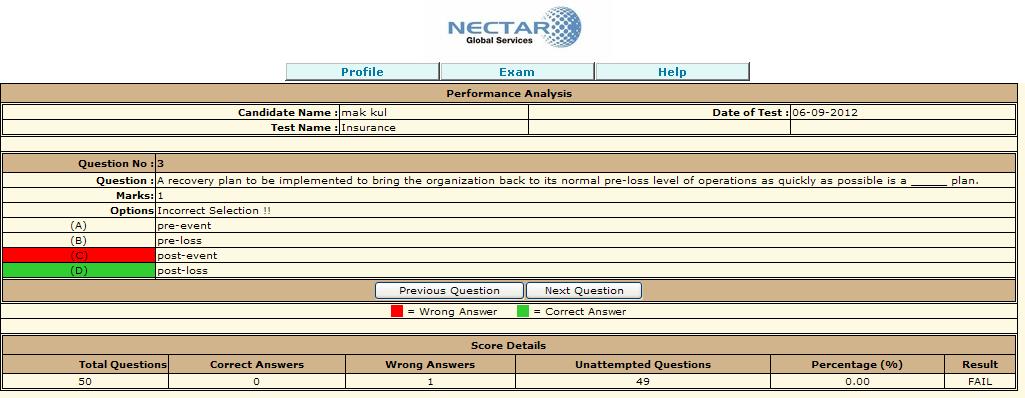 NECTAR
Global Services
Profile Exam Help
Performance Analysis
Candidate Name : mak kul Date of Test : 06-09-2012
Test Name : Insurance
Question No : 3
Question : A recovery plan to be implemented to bring the organization back to its normal pre-loss level of operations as quickly as possible is a _____ plan.
Marks: 1
Options Incorrect Selection !!
(A) pre-event
(B) pre-loss
(C) post-event
(D) post-loss
Previous Question Next Question
= Wrong Answer = Correct Answer
Score Details
Total Questions Correct Answers Wrong Answers Unattempted Questions Percentage (%) Result
50 0 1 49 0.00 FAIL